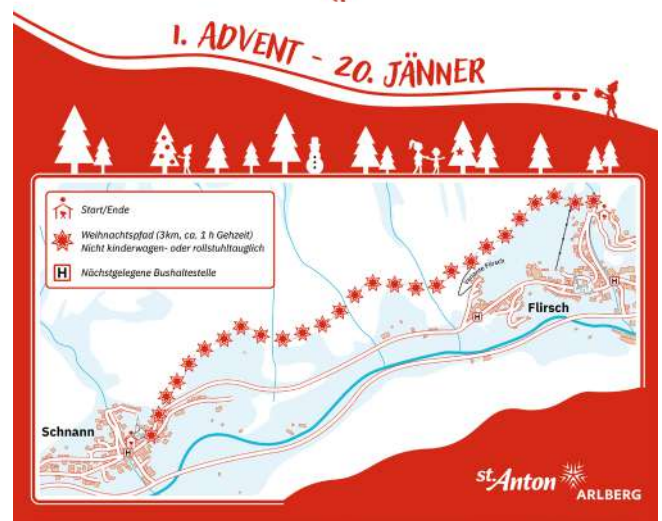 1. ADVENT - 20. JÄNNER
Start/Ende
Weihnachtspfad (3km, ca. 1 h Gehzeit)
Nicht kinderwagen- oder rollstuhltauglich
H Nächstgelegene Bushaltestelle
Flirsch
H
H
Schnann
H
st.Anton
ARLBERG